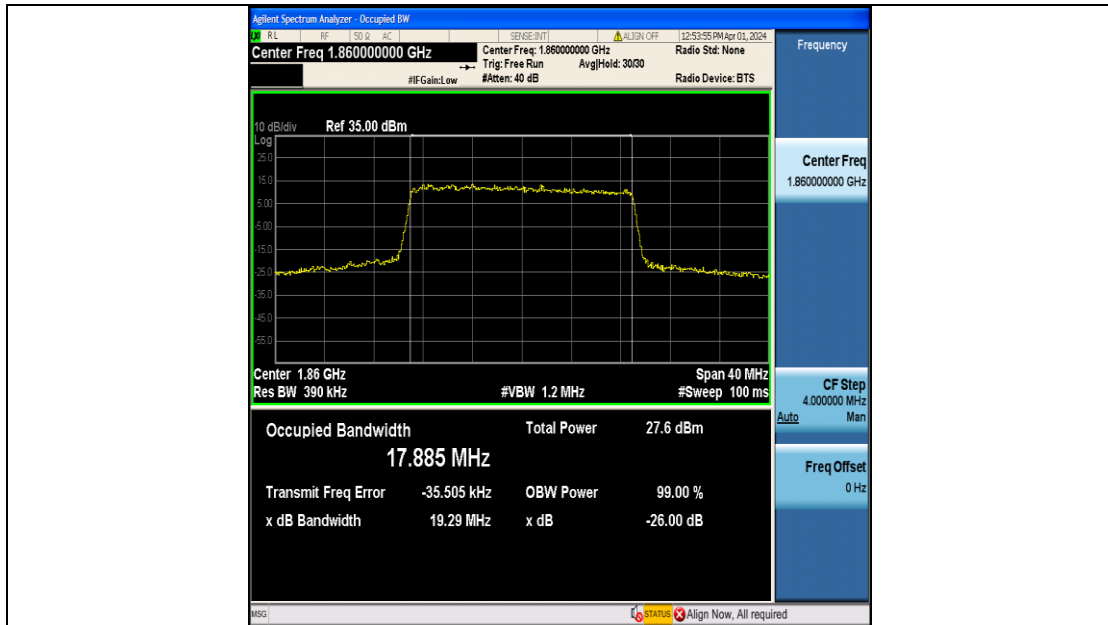 Agilent Spectrum Analyzer - Occupied BW
RL RF 50 Ω AC SENSE:INT ALIGN OFF 12:53:55 PM Apr 01, 2024
Center Freq 1.860000000 GHz
Center Freq: 1.860000000 GHz Radio Std: None
Trig: Free Run Avg|Hold: 30/30
#IFGain:Low #Atten: 40 dB Radio Device: BTS
10 dB/div Ref 35.00 dBm
Log
25.0
15.0
5.00
-5.00
-15.0
-25.0
-35.0
-45.0
-55.0
Center 1.86 GHz Span 40 MHz
Res BW 390 kHz #VBW 1.2 MHz #Sweep 100 ms
Occupied Bandwidth Total Power 27.6 dBm
17.885 MHz
Transmit Freq Error -35.505 kHz OBW Power 99.00 %
x dB Bandwidth 19.29 MHz x dB -26.00 dB
Frequency
Center Freq
1.860000000 GHz
CF Step
4.000000 MHz
Auto Man
Freq Offset
0 Hz
MSG STATUS Align Now, All required